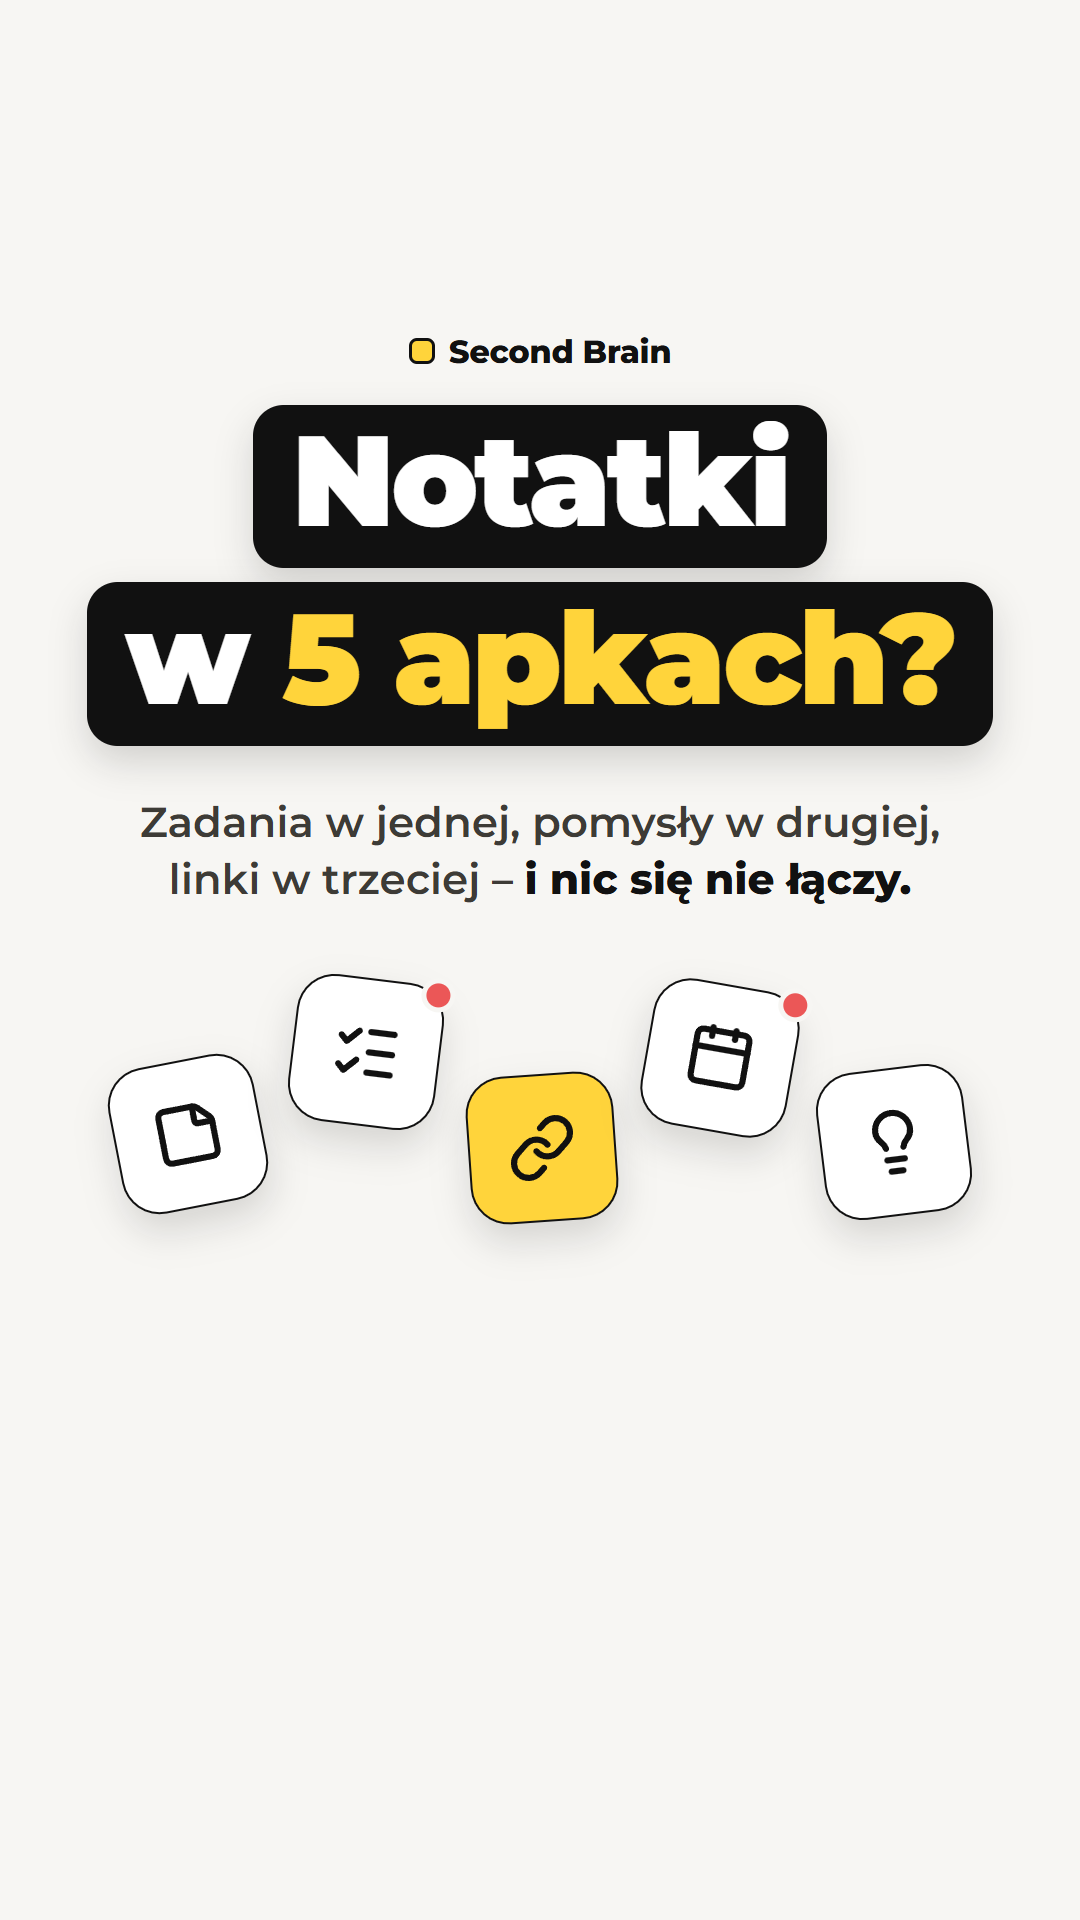 Second Brain
Notatki
w 5 apkach?
Zadania w jednej, pomysły w drugiej,
linki w trzeciej – i nic się nie łączy.